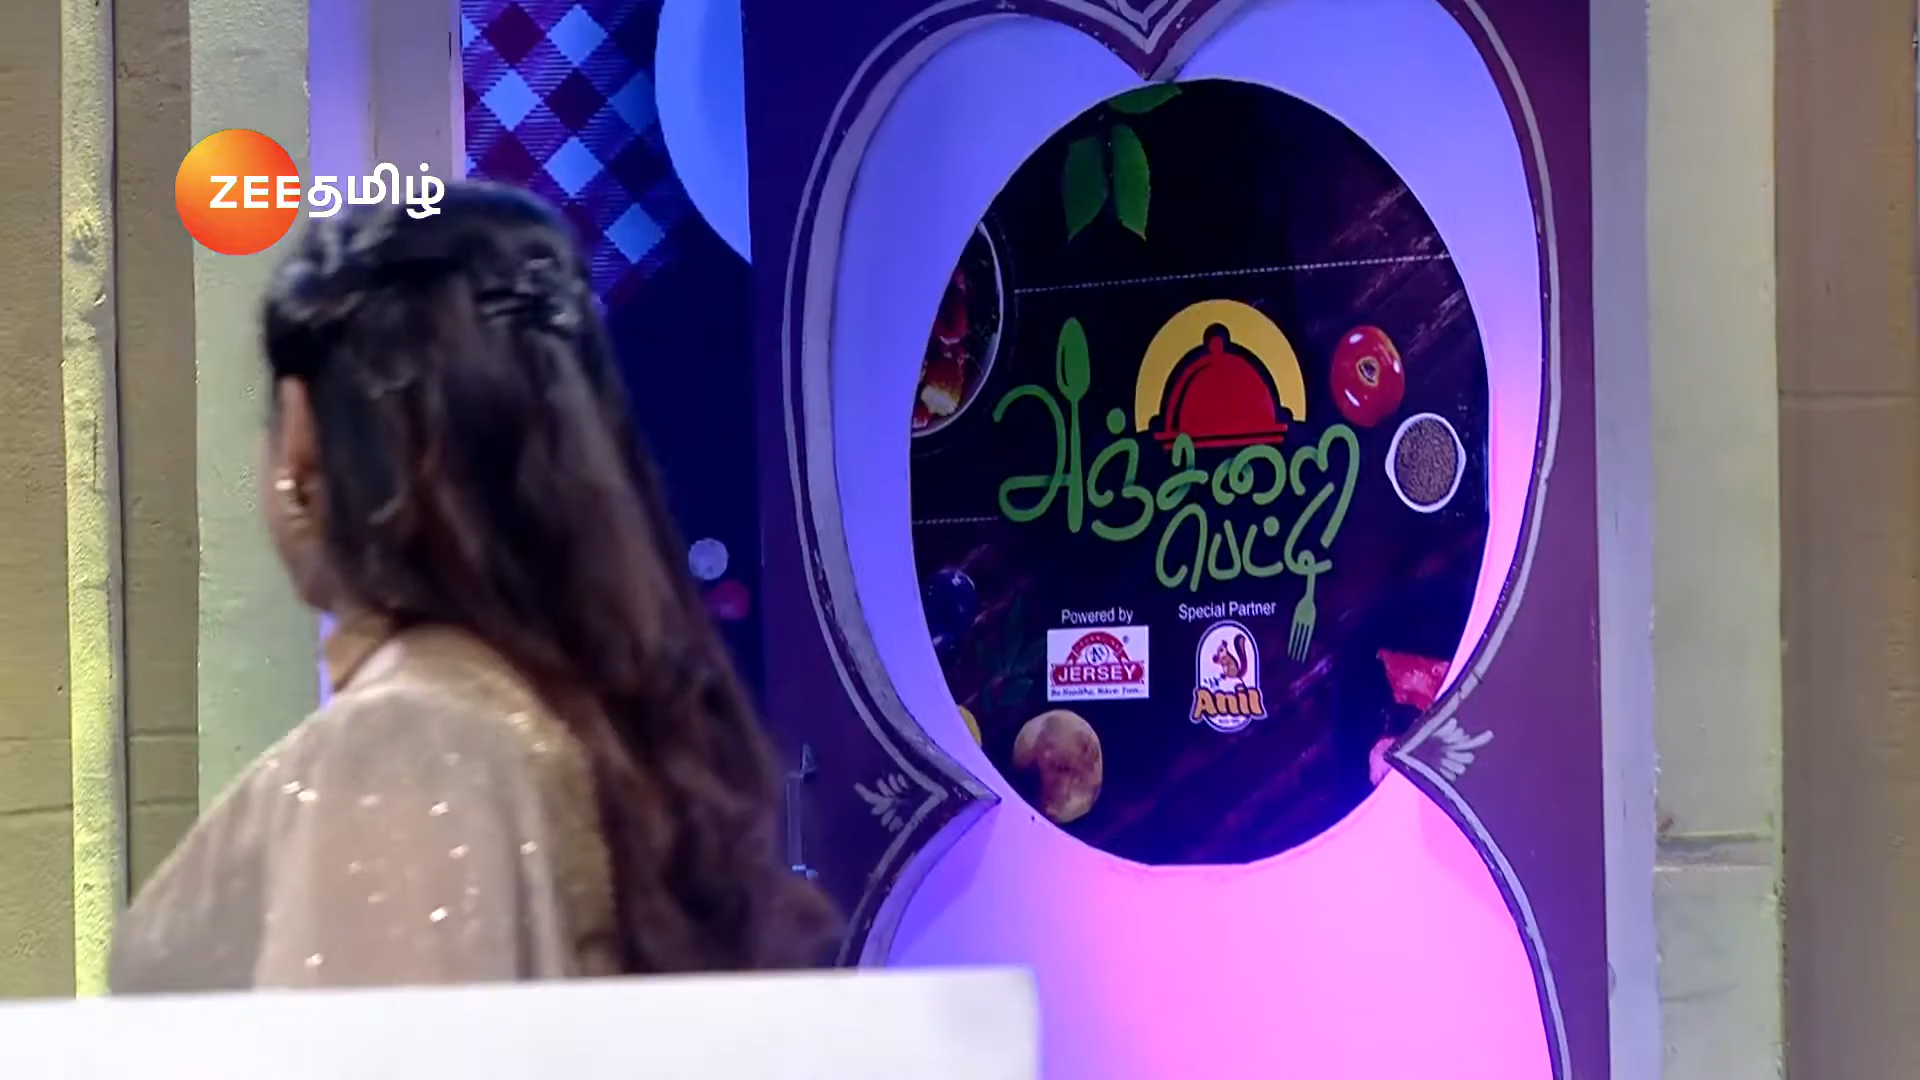 ZEEதமிழ்
அஞ்சறை
பெட்டி
Powered by
Special Partner
JERSEY
Anil